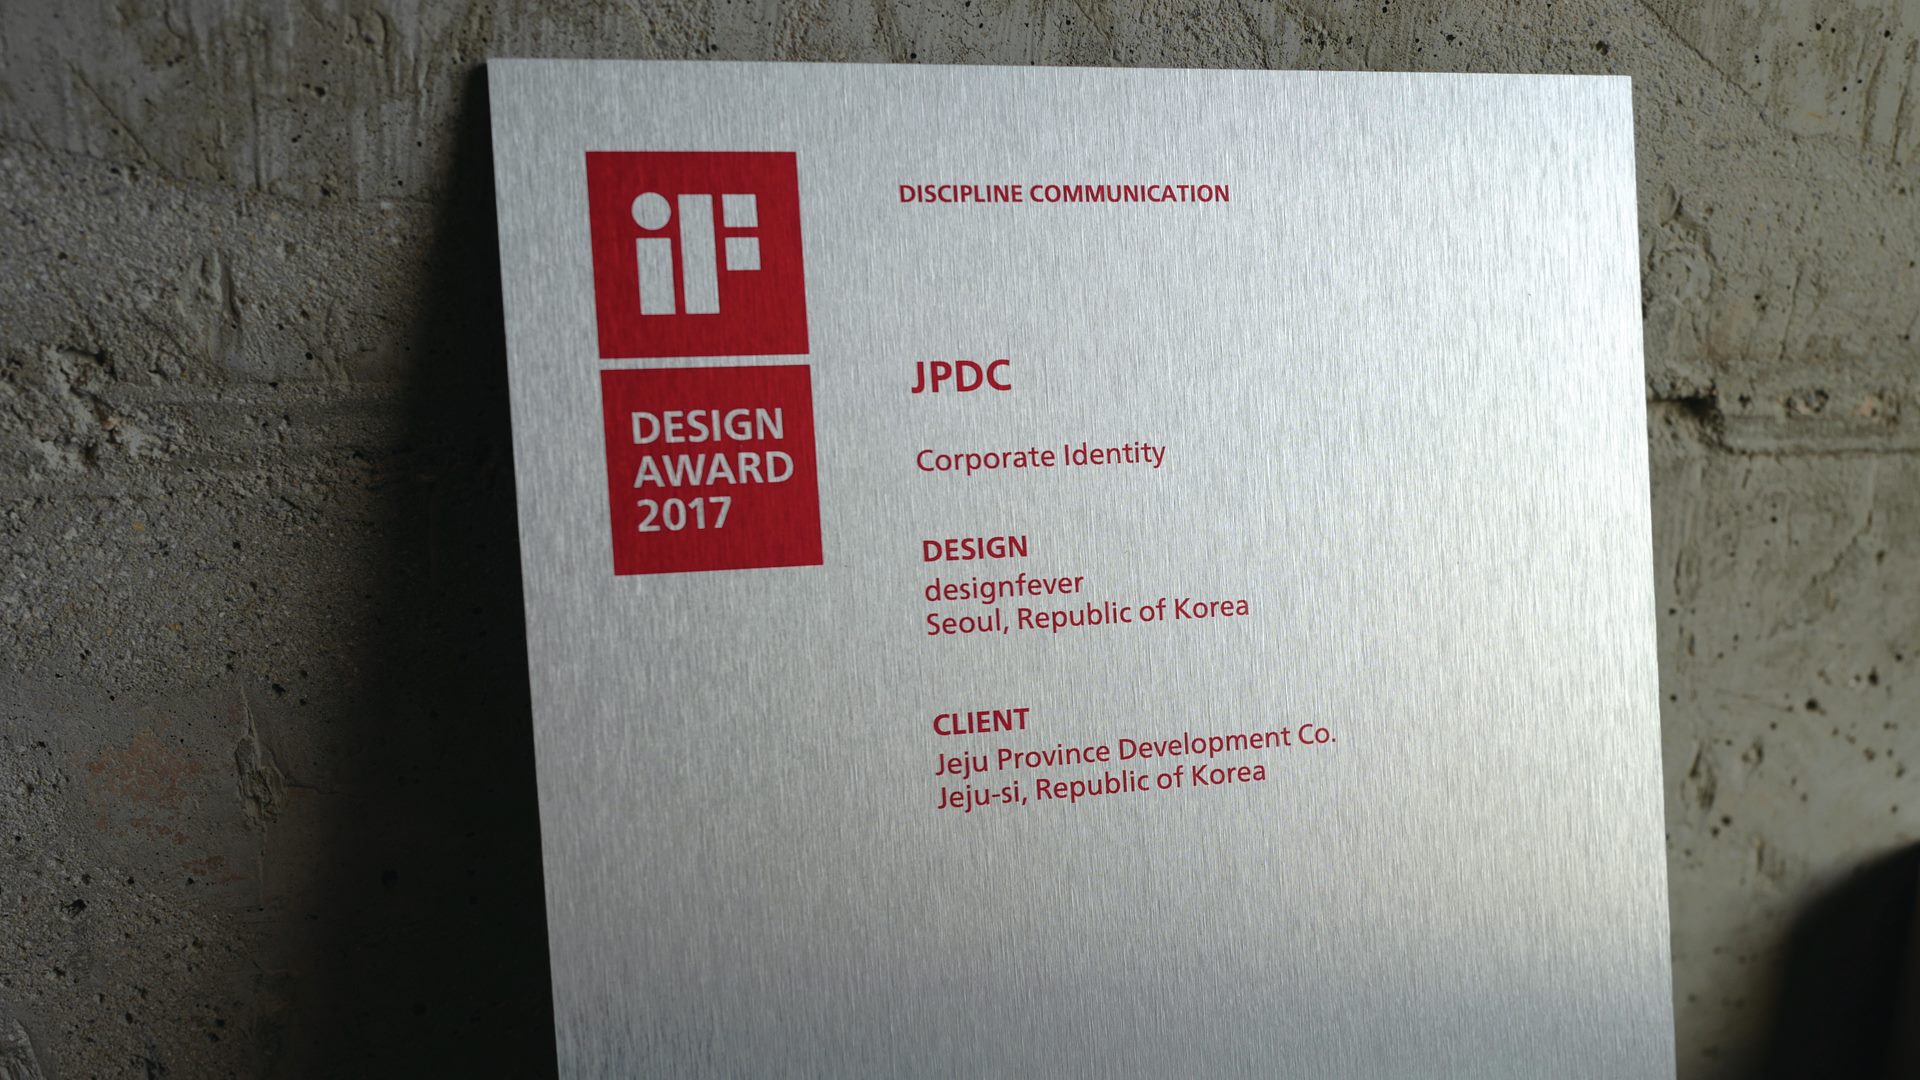 iF
DESIGN
AWARD
2017
DISCIPLINE COMMUNICATION
JPDC
Corporate Identity
DESIGN
designfever
Seoul, Republic of Korea
CLIENT
Jeju Province Development Co.
Jeju-si, Republic of Korea